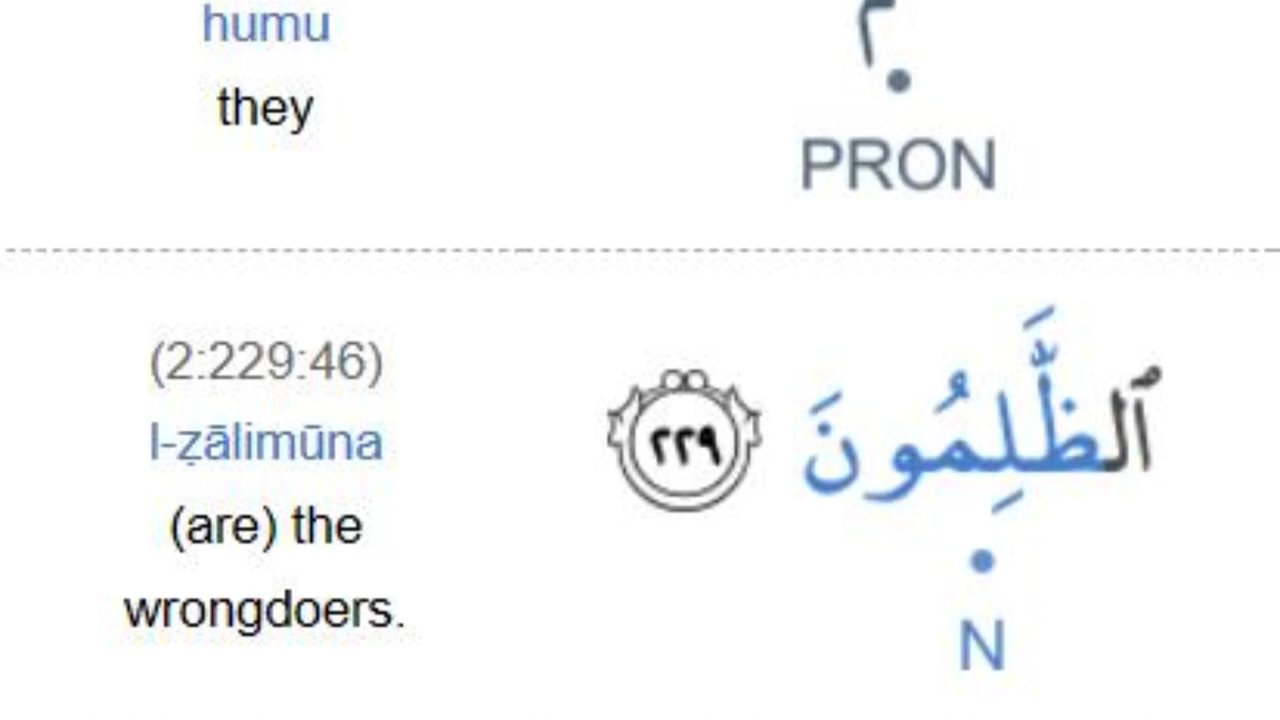 humu
they
PRON
(2:229:46)
l-ẓālimūna
(are) the
wrongdoers.
ٱلظَّـٰلِمُونَ ٢٢٩
N